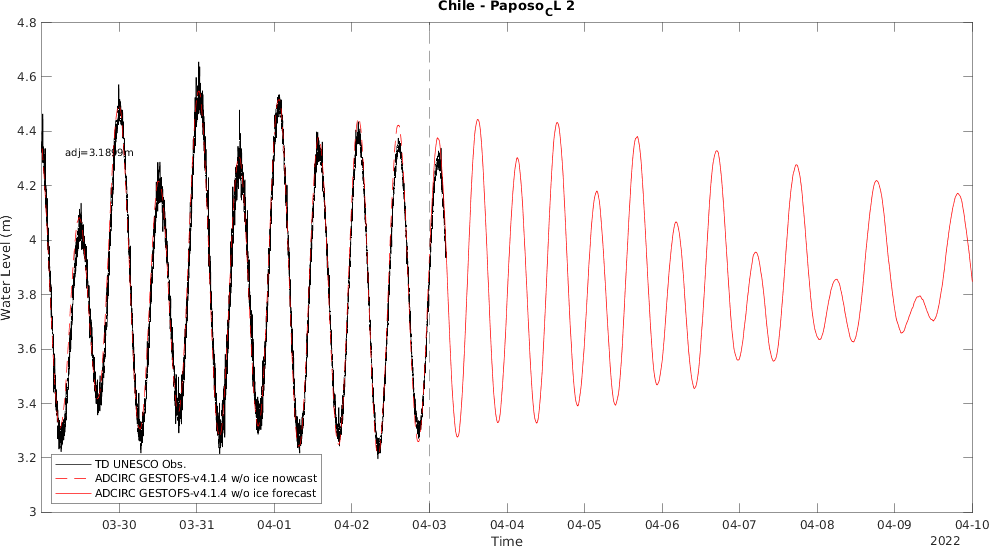 Chile - Paposo_CL 2
4.8
4.6
4.4
4.2
4
3.8
3.6
3.4
3.2
3
Water Level (m)
adj=3.1899m
TD UNESCO Obs.
ADCIRC GESTOFS-v4.1.4 w/o ice nowcast
ADCIRC GESTOFS-v4.1.4 w/o ice forecast
03-30 03-31 04-01 04-02 04-03 04-04 04-05 04-06 04-07 04-08 04-09 04-10
Time
2022